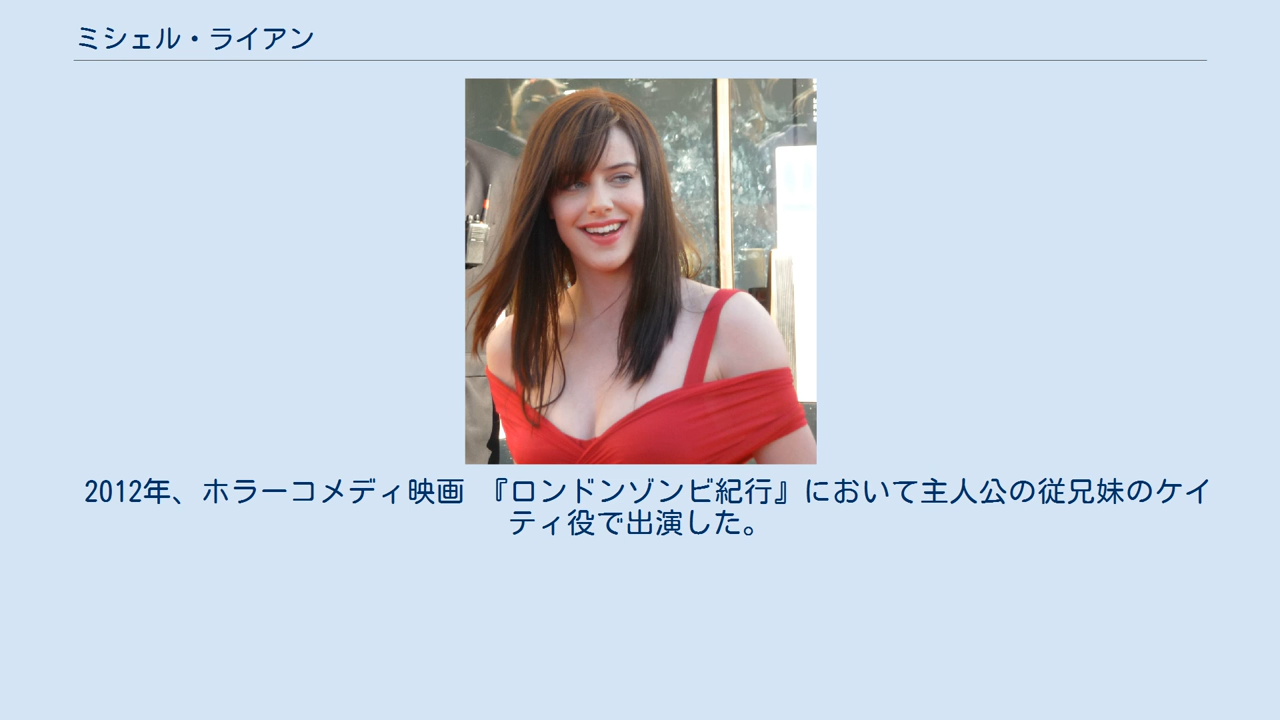 ミシェル・ライアン
2012年、ホラーコメディ映画 『ロンドンゾンビ紀行』において主人公の従兄妹のケイ
ティ役で出演した。